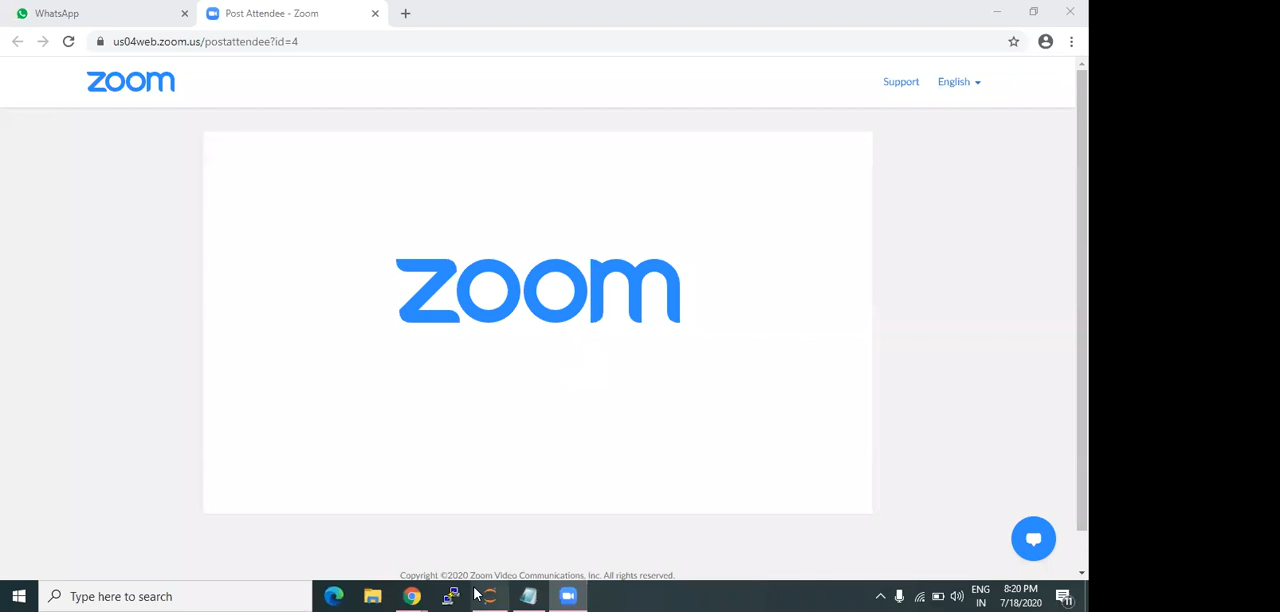 WhatsApp
Post Attendee - Zoom
us04web.zoom.us/postattendee?id=4
zoom
Support
English
zoom
Copyright ©2020 Zoom Video Communications, Inc. All rights reserved.
Type here to search
ENG
IN
8:20 PM
7/18/2020
11